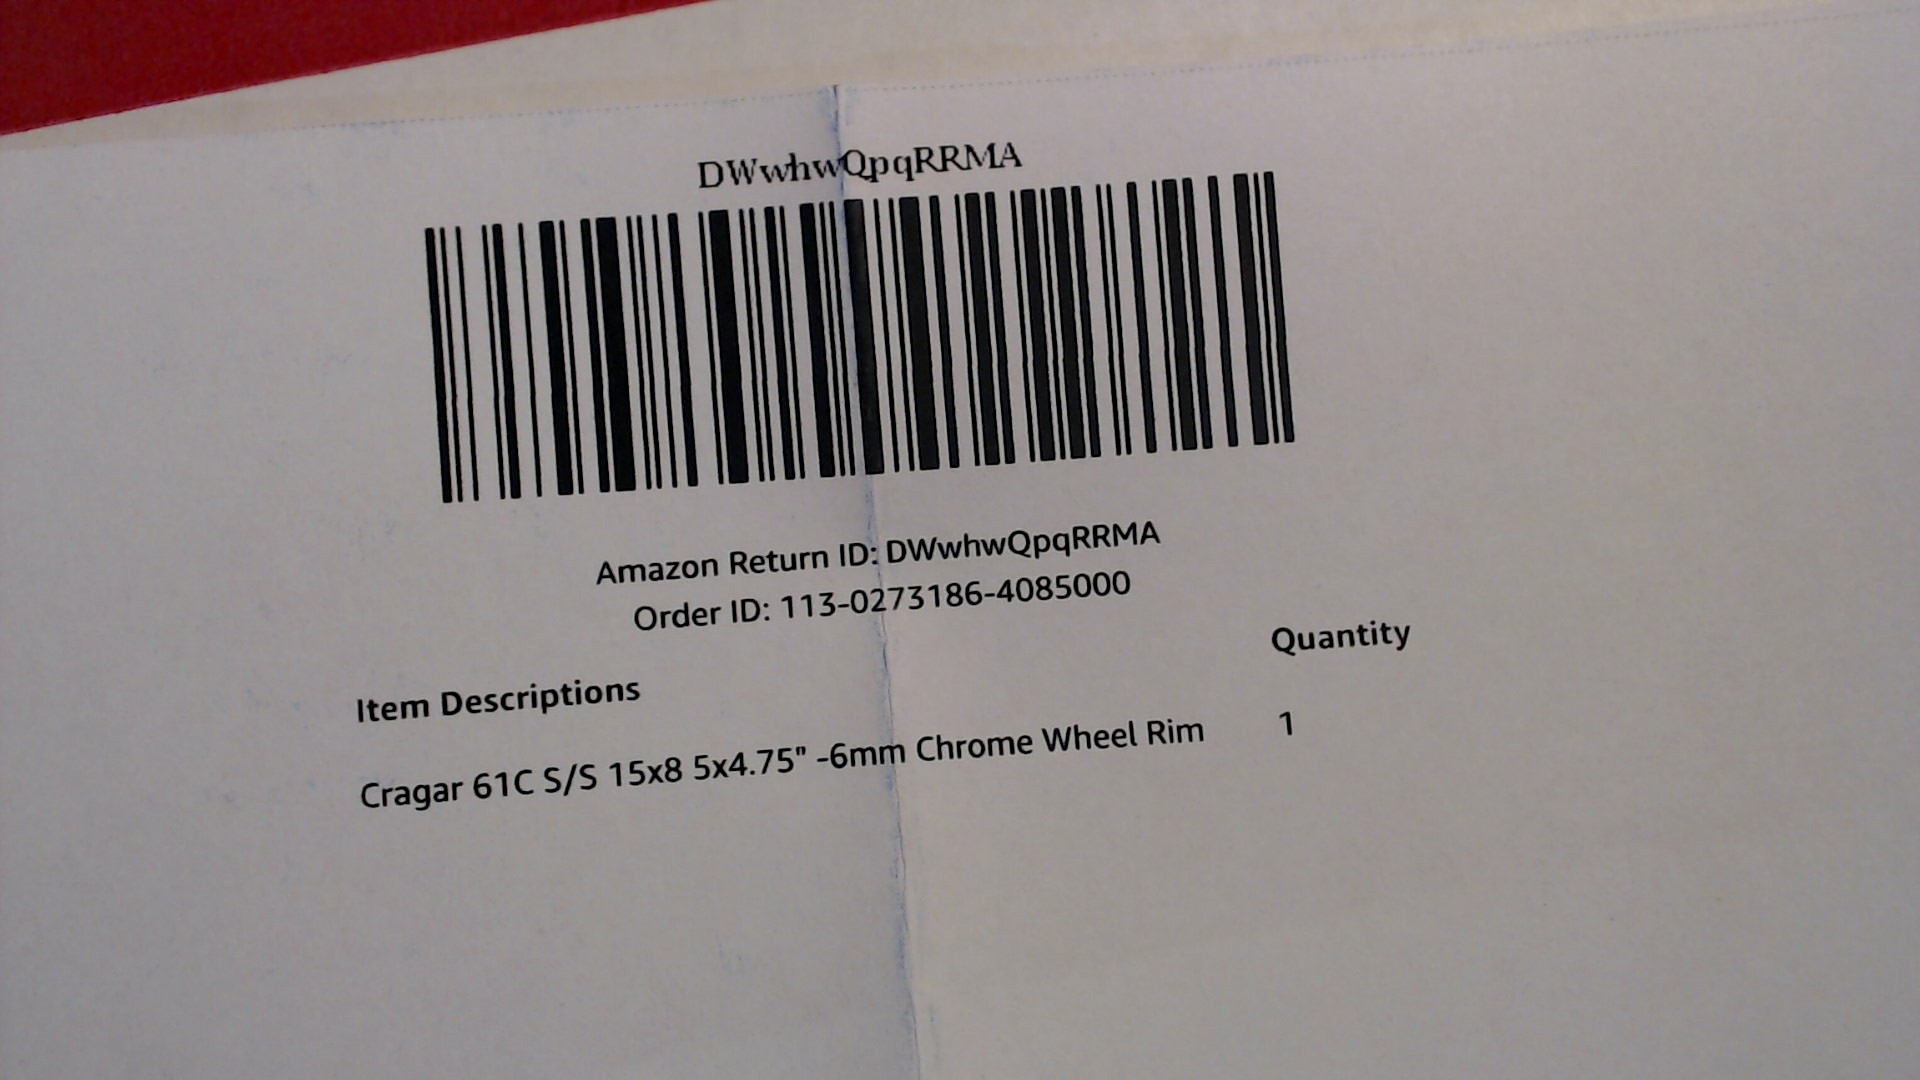 DWwhwQpqRRMA
Amazon Return ID: DWwhwQpqRRMA
Order ID: 113-0273186-4085000
Item Descriptions Quantity
Cragar 61C S/S 15x8 5x4.75" -6mm Chrome Wheel Rim 1